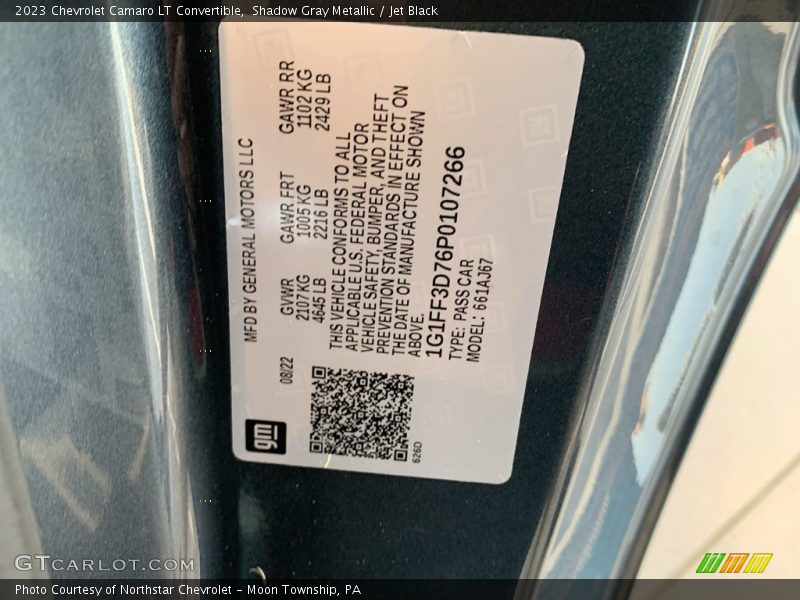 2023 Chevrolet Camaro LT Convertible,  Shadow Gray Metallic / Jet Black
MFD BY GENERAL MOTORS LLC
08/22 GVWR GAWR FRT GAWR RR
2107 KG 1005 KG 1102 KG
4645 LB 2216 LB 2429 LB
THIS VEHICLE CONFORMS TO ALL
APPLICABLE U.S. FEDERAL MOTOR
VEHICLE SAFETY, BUMPER, AND THEFT
PREVENTION STANDARDS IN EFFECT ON
THE DATE OF MANUFACTURE SHOWN
ABOVE.
1G1FF3D76P0107266
TYPE: PASS CAR
MODEL: 661AJ67
gm
626D
GTCARLOT.COM
Photo Courtesy of Northstar Chevrolet - Moon Township, PA